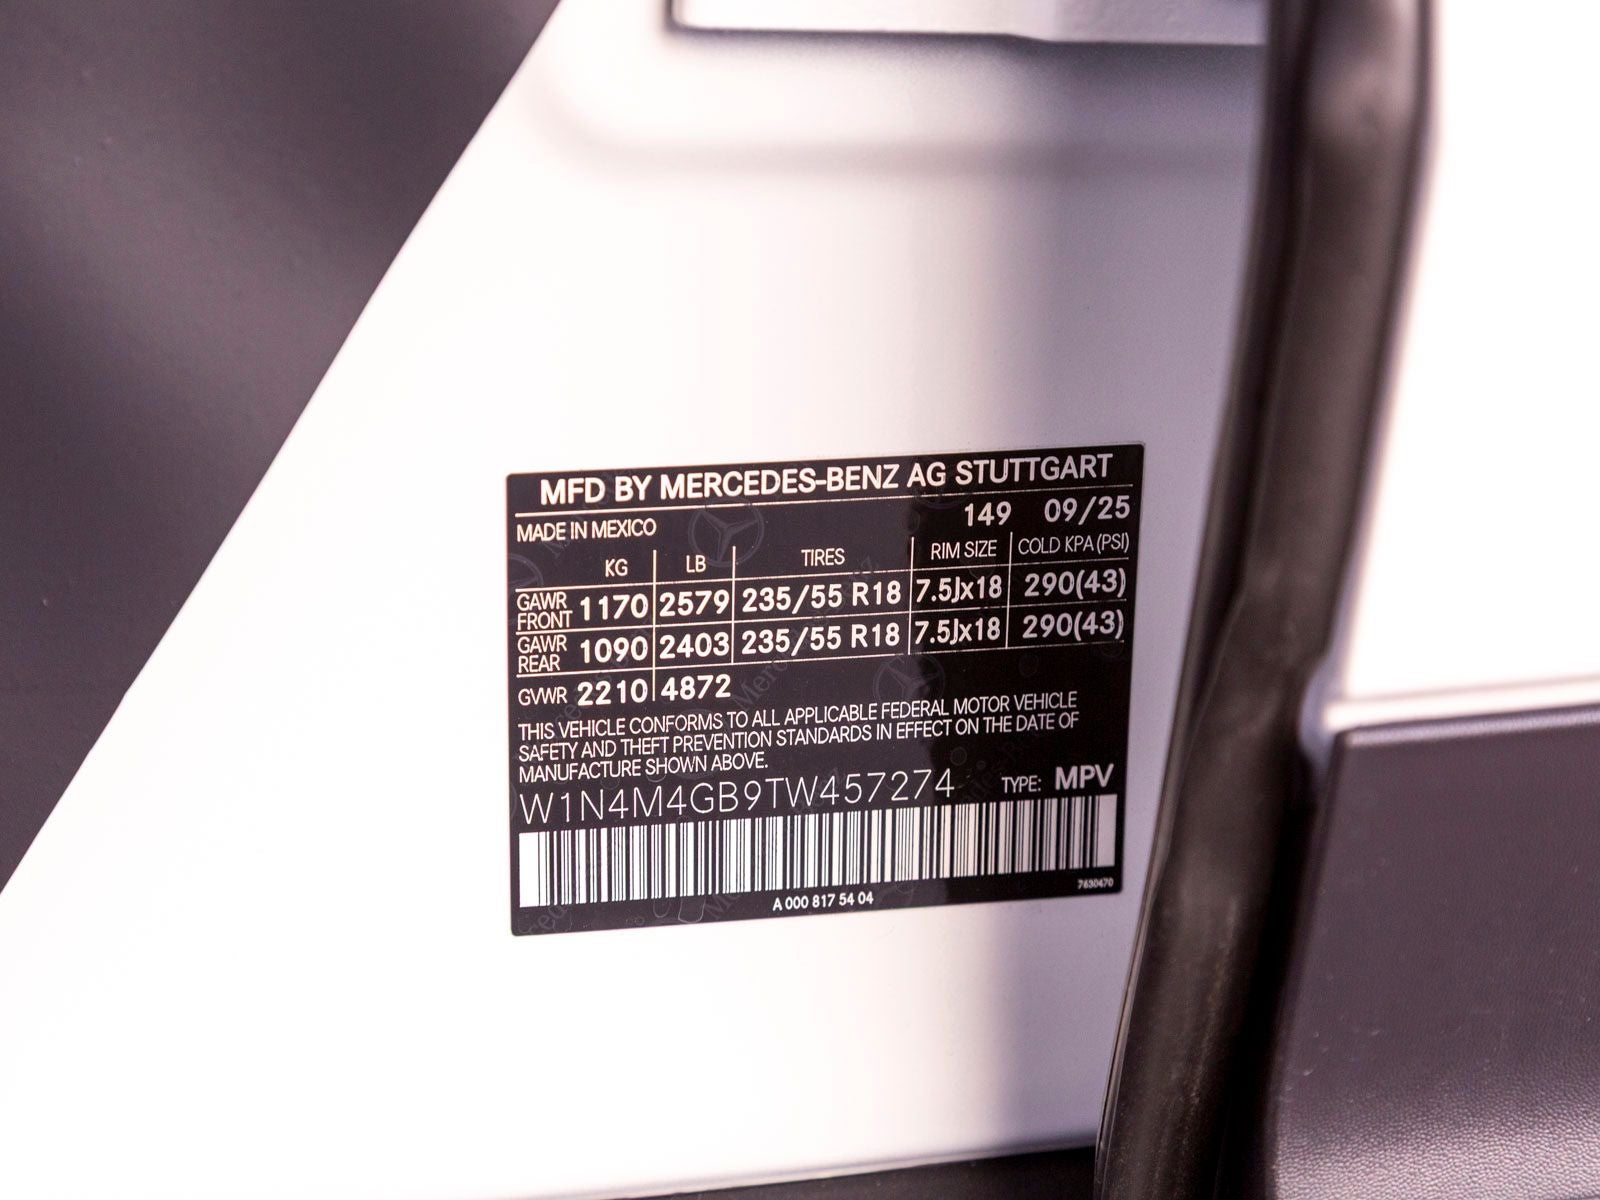 MFD BY MERCEDES-BENZ AG STUTTGART
MADE IN MEXICO 149 09/25
KG LB TIRES RIM SIZE COLD KPA (PSI)
GAWR FRONT 1170 2579 235/55 R18 7.5Jx18 290(43)
GAWR REAR 1090 2403 235/55 R18 7.5Jx18 290(43)
GVWR 2210 4872
THIS VEHICLE CONFORMS TO ALL APPLICABLE FEDERAL MOTOR VEHICLE
SAFETY AND THEFT PREVENTION STANDARDS IN EFFECT ON THE DATE OF
MANUFACTURE SHOWN ABOVE.
W1N4M4GB9TW457274 TYPE: MPV
7630470
A 000 817 54 04